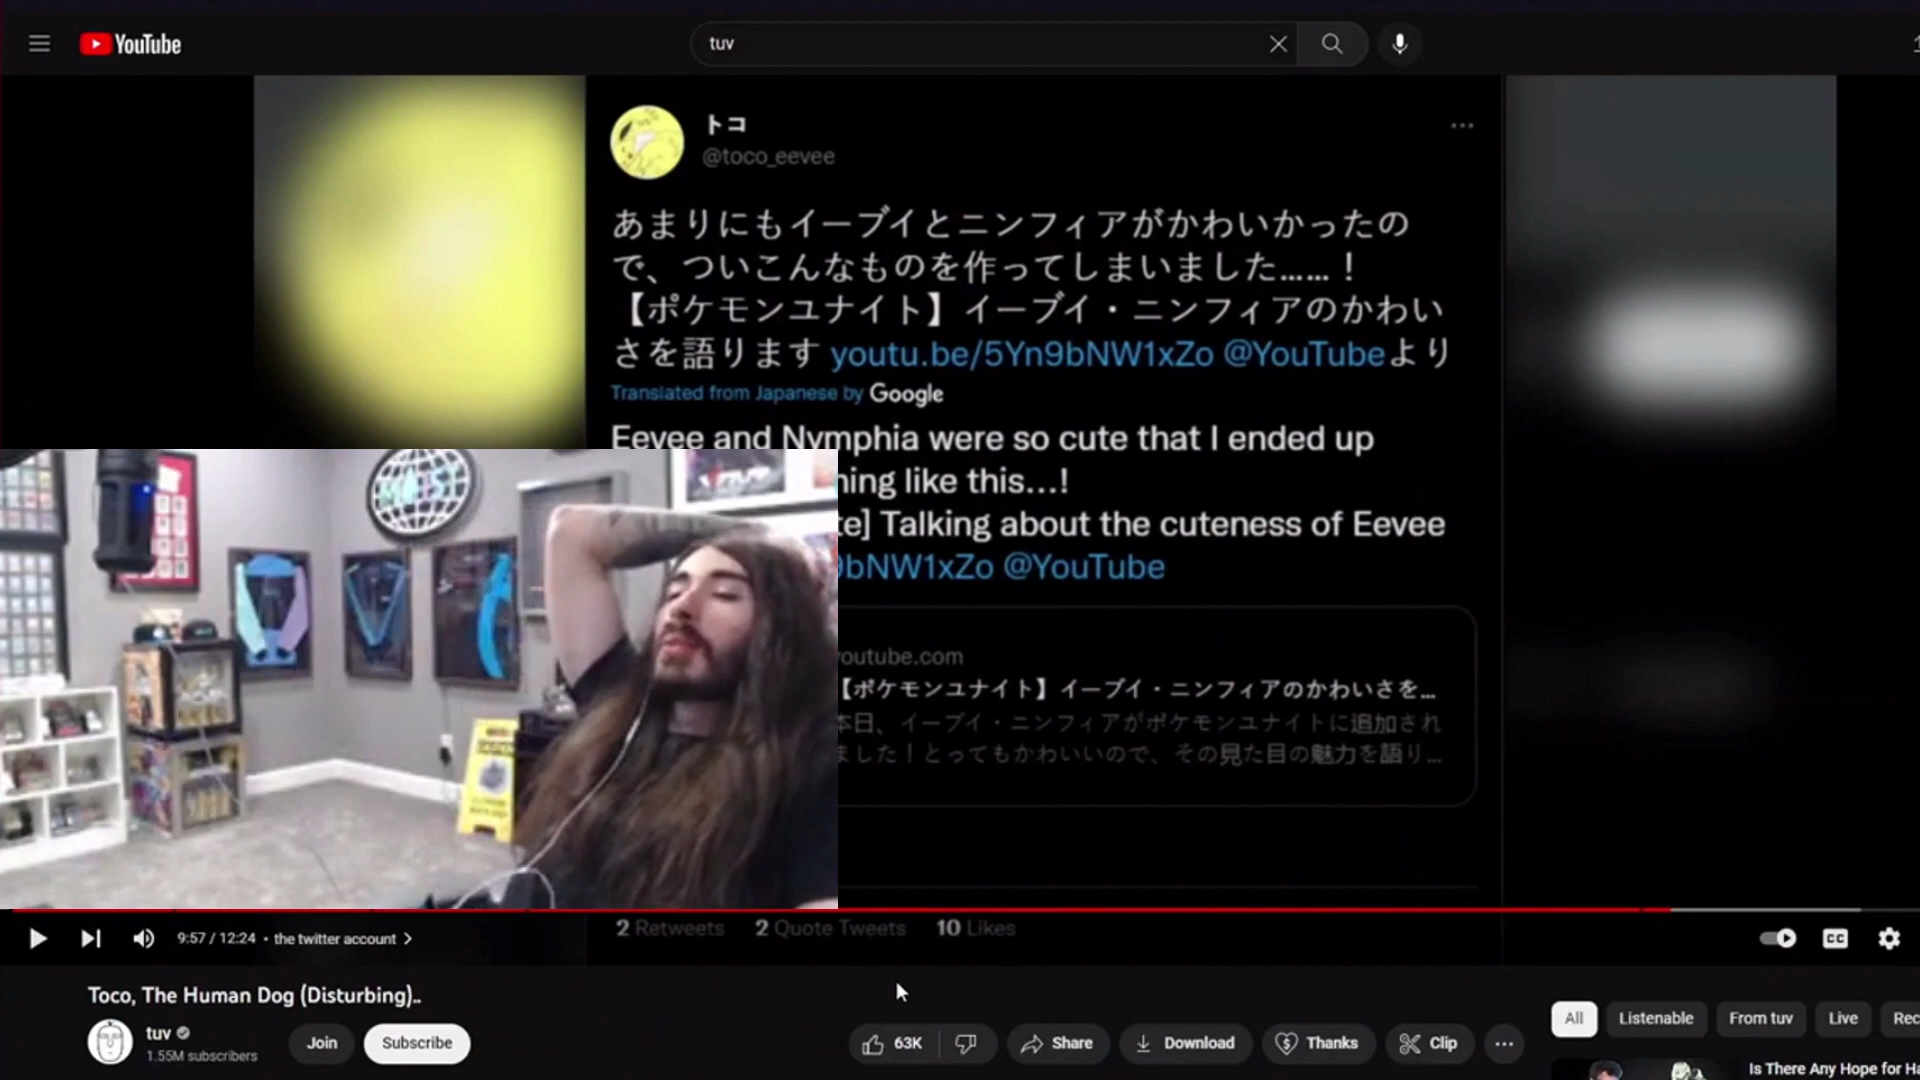 YouTube
tuv
トコ
@toco_eevee
あまりにもイーブイとニンフィアがかわいかったの
で、ついこんなものを作ってしまいました……！
【ポケモンユナイト】イーブイ・ニンフィアのかわい
さを語ります youtu.be/5Yn9bNW1xZo @YouTubeより
Translated from Japanese by Google
Eevee and Nymphia were so cute that I ended up
hing like this...!
te] Talking about the cuteness of Eevee
bNW1xZo @YouTube
outube.com
【ポケモンユナイト】イーブイ・ニンフィアのかわいさを...
本日、イーブイ・ニンフィアがポケモンユナイトに追加され
ました！とってもかわいいので、その見た目の魅力を語り...
2 Retweets 2 Quote Tweets 10 Likes
9:57 / 12:24 • the twitter account >
CC
Toco, The Human Dog (Disturbing)..
tuv
1.55M subscribers
Join
Subscribe
63K
Share
Download
Thanks
Clip
All
Listenable
From tuv
Live
Rec
Is There Any Hope for Ha